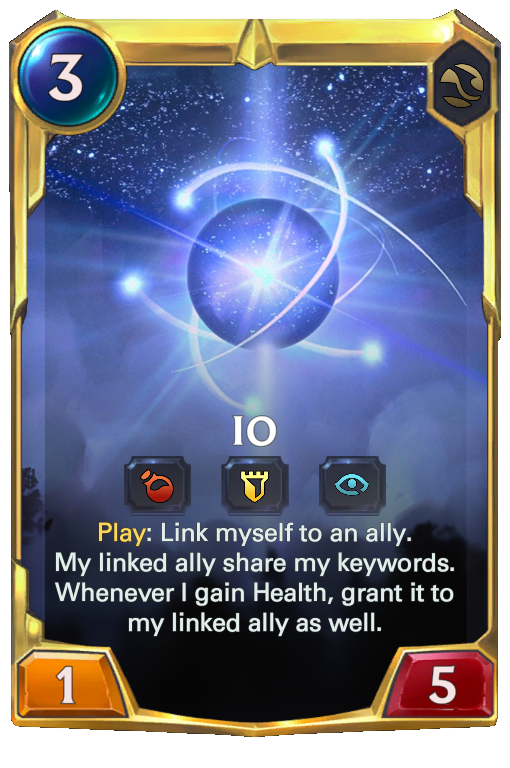 3
IO
Play: Link myself to an ally.
My linked ally share my keywords.
Whenever I gain Health, grant it to
my linked ally as well.
1
5